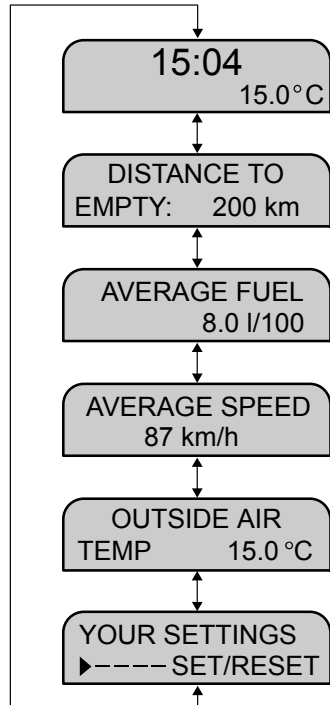 15:04
15.0°C
DISTANCE TO
EMPTY: 200 km
AVERAGE FUEL
8.0 l/100
AVERAGE SPEED
87 km/h
OUTSIDE AIR
TEMP 15.0 °C
YOUR SETTINGS
►---- SET/RESET